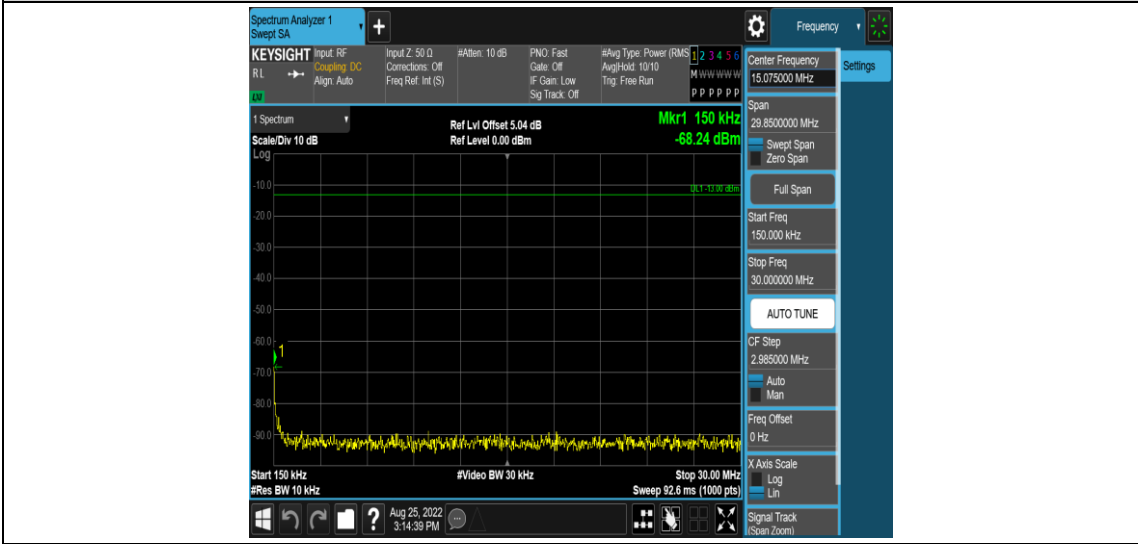 Spectrum Analyzer 1
Swept SA
+
Frequency
KEYSIGHT
RL
Input: RF
Coupling: DC
Align: Auto
Input Z: 50 Ω
Corrections: Off
Freq Ref: Int (S)
#Atten: 10 dB
PNO: Fast
Gate: Off
IF Gain: Low
Sig Track: Off
#Avg Type: Power (RMS
Avg|Hold: 10/10
Trig: Free Run
1 2 3 4 5 6
M W W W W W
P P P P P P
1 Spectrum
Scale/Div 10 dB
Log
Ref Lvl Offset 5.04 dB
Ref Level 0.00 dBm
Mkr1 150 kHz
-68.24 dBm
DL1 -13.00 dBm
-10.0
-20.0
-30.0
-40.0
-50.0
-60.0
1
-70.0
-80.0
-90.0
Start 150 kHz
#Video BW 30 kHz
Stop 30.00 MHz
#Res BW 10 kHz
Sweep 92.6 ms (1000 pts)
?
Aug 25, 2022
3:14:39 PM
Center Frequency
15.075000 MHz
Settings
Span
29.8500000 MHz
Swept Span
Zero Span
Full Span
Start Freq
150.000 kHz
Stop Freq
30.000000 MHz
AUTO TUNE
CF Step
2.985000 MHz
Auto
Man
Freq Offset
0 Hz
X Axis Scale
Log
Lin
Signal Track
(Span Zoom)